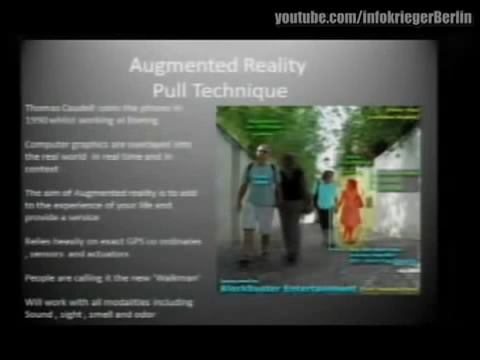 youtube.com/infokriegerBerlin
Augmented Reality
Pull Technique
Thomas Caudell coins the phrase in
1990 whilst working at Boeing
Computer graphics are overlayed into
the real world in real time and in
context
The aim of Augmented reality is to add
to the experience of your life and
provide a service
Relies heavily on exact GPS co ordinates
, sensors and actuators
People are calling it the new 'Walkman'
Will work with all modalities including
Sound , sight , smell and odor
Blockbuster Entertainment